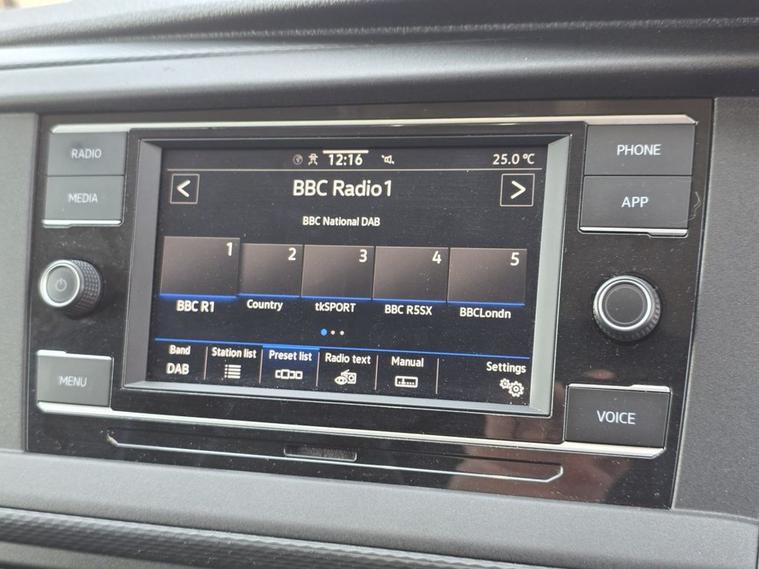 RADIO
MEDIA
MENU
12:16
25.0 °C
<
BBC Radio1
>
BBC National DAB
1
2
3
4
5
BBC R1
Country
tkSPORT
BBC R5SX
BBCLondn
Band
DAB
Station list
Preset list
Radio text
Manual
Settings
PHONE
APP
VOICE